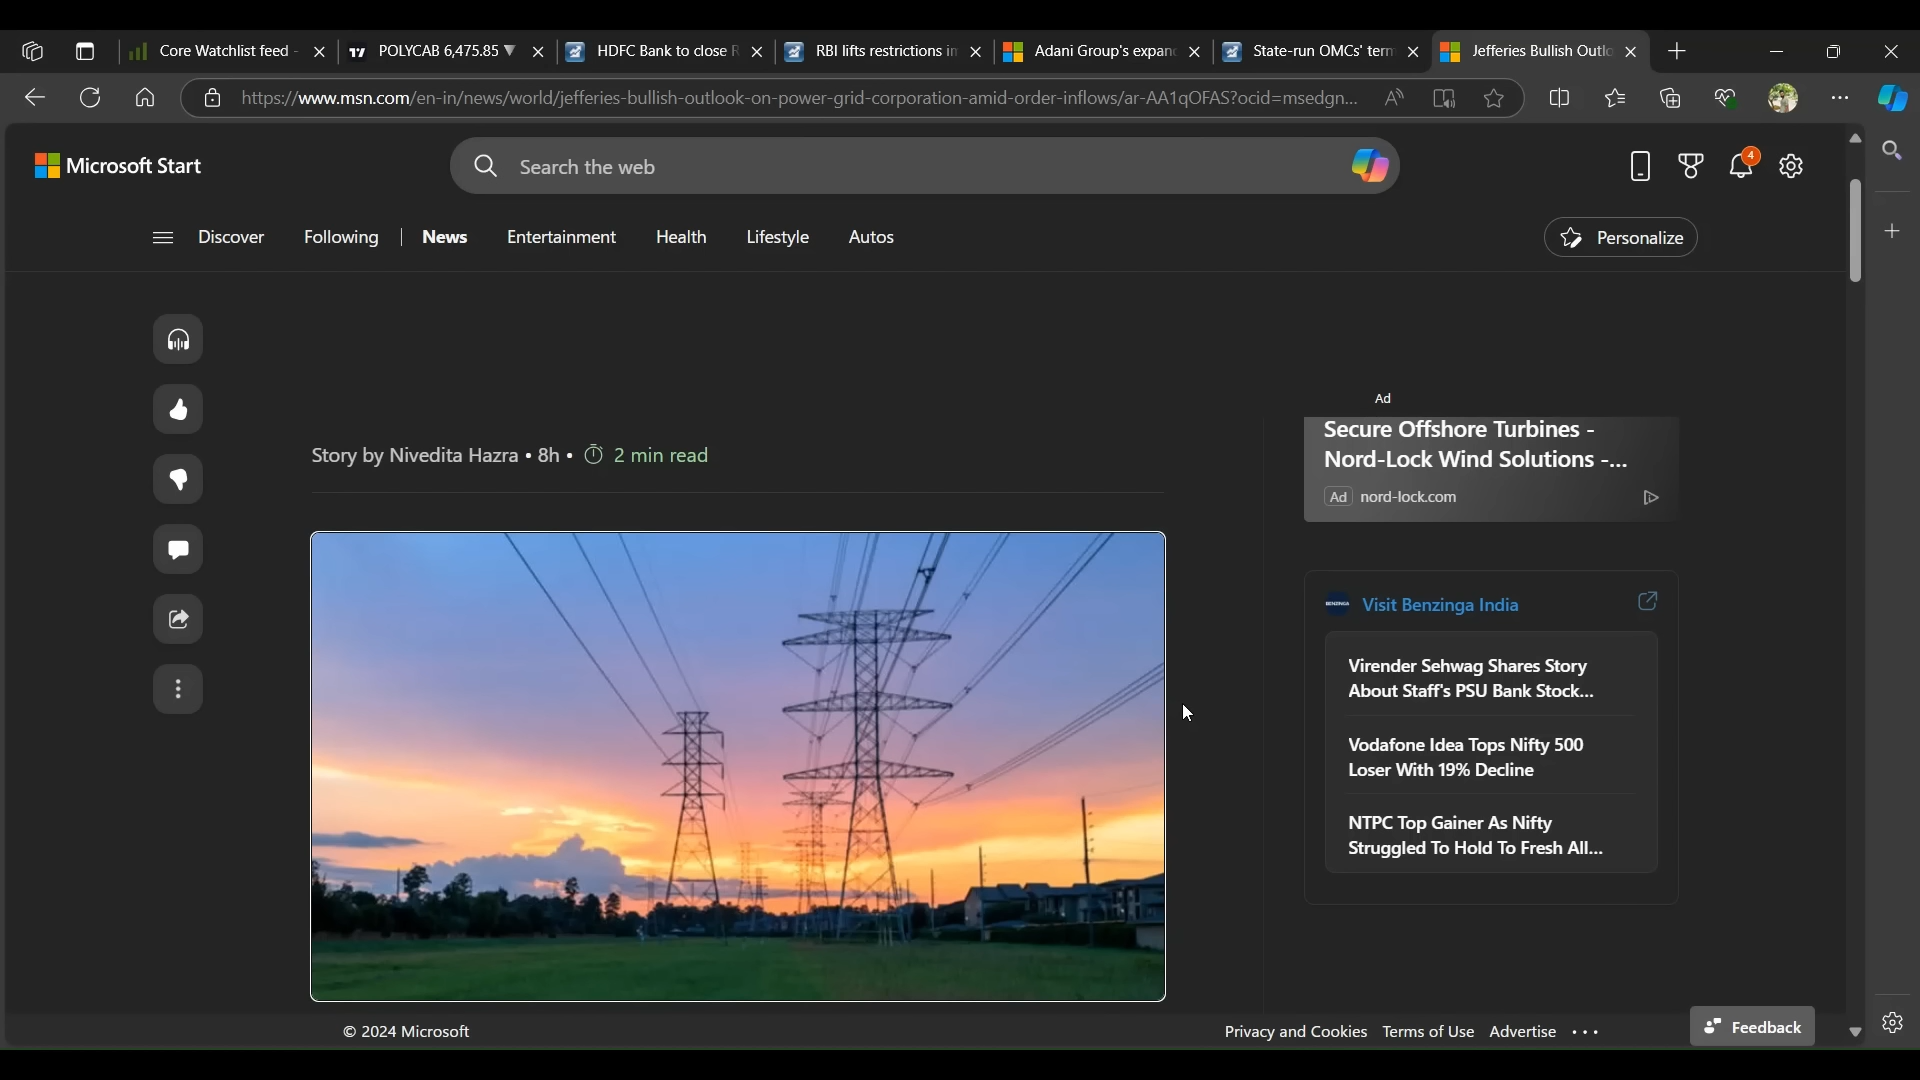 Core Watchlist feed -
POLYCAB 6,475.85 ▼
HDFC Bank to close R
RBI lifts restrictions in
Adani Group's expan
State-run OMCs' term
Jefferies Bullish Outlo
https://www.msn.com/en-in/news/world/jefferies-bullish-outlook-on-power-grid-corporation-amid-order-inflows/ar-AA1qOFAS?ocid=msedgn...
Microsoft Start
Search the web
4
Discover
Following
News
Entertainment
Health
Lifestyle
Autos
Personalize
Story by Nivedita Hazra • 8h • 2 min read
Ad
Secure Offshore Turbines -
Nord-Lock Wind Solutions -...
Ad nord-lock.com
BENZINGA
Visit Benzinga India
Virender Sehwag Shares Story
About Staff's PSU Bank Stock...
Vodafone Idea Tops Nifty 500
Loser With 19% Decline
NTPC Top Gainer As Nifty
Struggled To Hold To Fresh All...
© 2024 Microsoft
Privacy and Cookies
Terms of Use
Advertise
Feedback